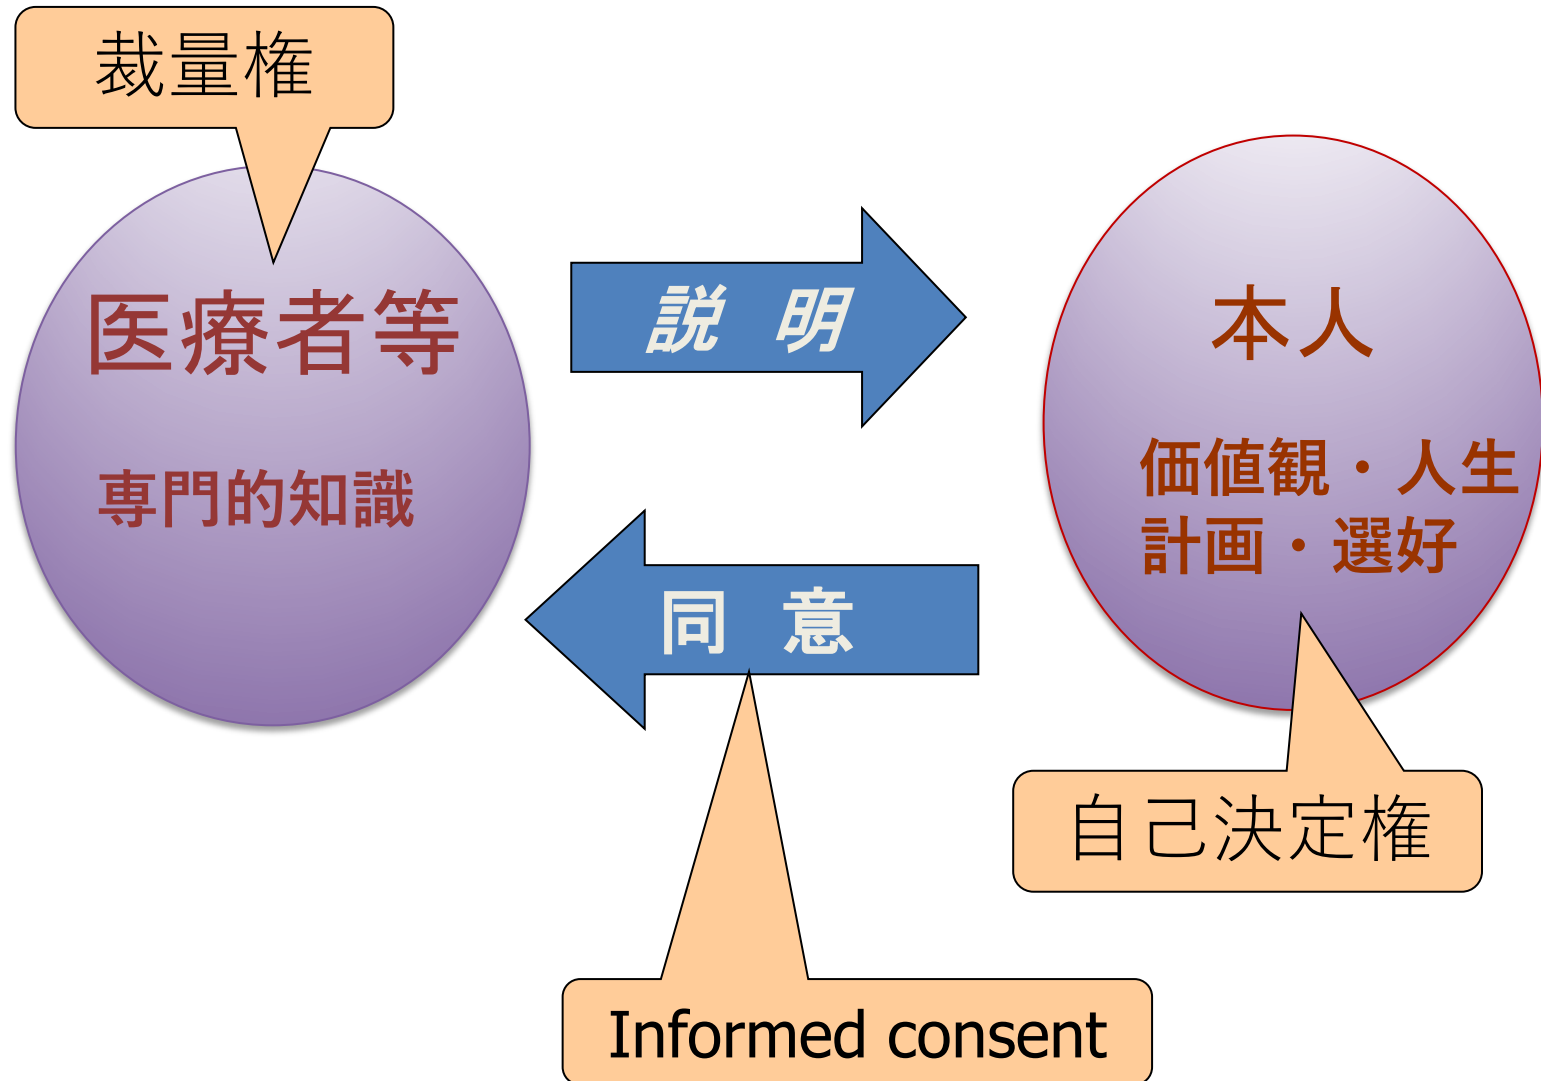 裁量権
医療者等
専門的知識
説 明
本人
価値観・人生
計画・選好
同 意
自己決定権
Informed consent